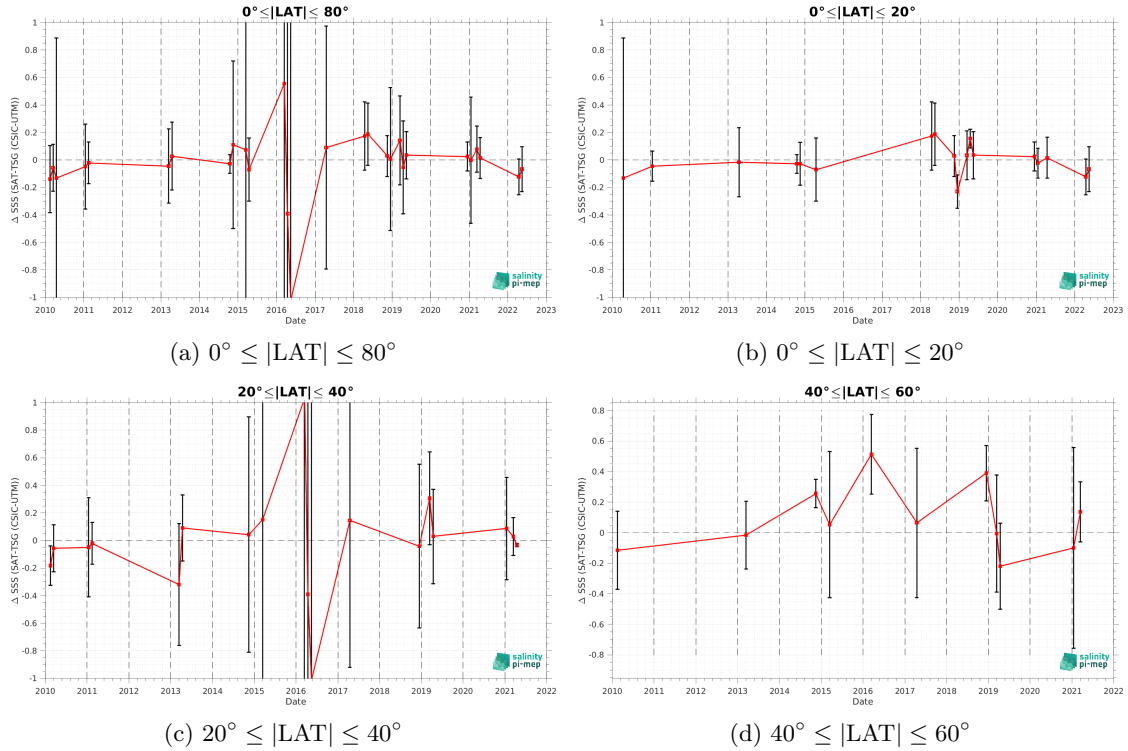 0°≤|LAT|≤ 80°
Δ SSS (SAT-TSG (CSIC-UTM))
1
0.8
0.6
0.4
0.2
0
-0.2
-0.4
-0.6
-0.8
-1
2010 2011 2012 2013 2014 2015 2016 2017 2018 2019 2020 2021 2022 2023
Date
salinity
pi-mep
(a) 0° ≤ |LAT| ≤ 80°
0°≤|LAT|≤ 20°
Δ SSS (SAT-TSG (CSIC-UTM))
1
0.8
0.6
0.4
0.2
0
-0.2
-0.4
-0.6
-0.8
-1
2010 2011 2012 2013 2014 2015 2016 2017 2018 2019 2020 2021 2022 2023
Date
salinity
pi-mep
(b) 0° ≤ |LAT| ≤ 20°
20°≤|LAT|≤ 40°
Δ SSS (SAT-TSG (CSIC-UTM))
1
0.8
0.6
0.4
0.2
0
-0.2
-0.4
-0.6
-0.8
-1
2010 2011 2012 2013 2014 2015 2016 2017 2018 2019 2020 2021 2022
Date
salinity
pi-mep
(c) 20° ≤ |LAT| ≤ 40°
40°≤|LAT|≤ 60°
Δ SSS (SAT-TSG (CSIC-UTM))
0.8
0.6
0.4
0.2
0
-0.2
-0.4
-0.6
-0.8
2010 2011 2012 2013 2014 2015 2016 2017 2018 2019 2020 2021 2022
Date
salinity
pi-mep
(d) 40° ≤ |LAT| ≤ 60°